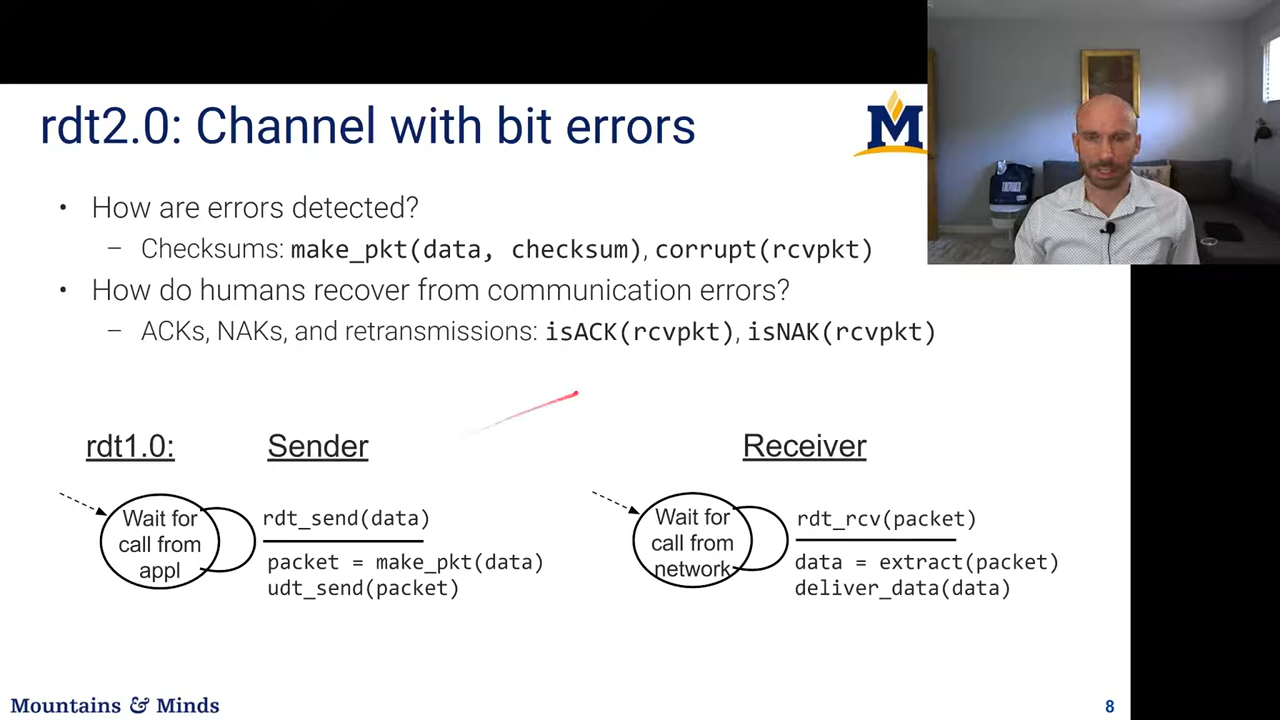 rdt2.0: Channel with bit errors
M
• How are errors detected?
– Checksums: make_pkt(data, checksum), corrupt(rcvpkt)
• How do humans recover from communication errors?
– ACKs, NAKs, and retransmissions: isACK(rcvpkt), isNAK(rcvpkt)
rdt1.0:
Sender
Wait for
call from
appl
rdt_send(data)
packet = make_pkt(data)
udt_send(packet)
Receiver
Wait for
call from
network
rdt_rcv(packet)
data = extract(packet)
deliver_data(data)
Mountains & Minds
8